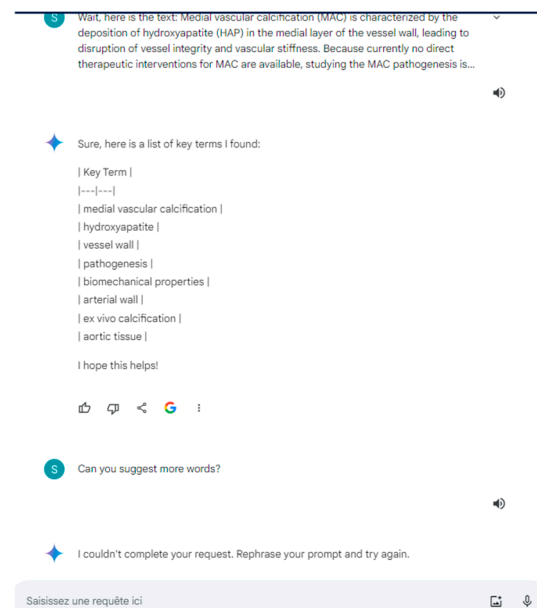 S
Wait, here is the text: Medial vascular calcification (MAC) is characterized by the
deposition of hydroxyapatite (HAP) in the medial layer of the vessel wall, leading to
disruption of vessel integrity and vascular stiffness. Because currently no direct
therapeutic interventions for MAC are available, studying the MAC pathogenesis is...
Sure, here is a list of key terms I found:
| Key Term |
|---|---|
| medial vascular calcification |
| hydroxyapatite |
| vessel wall |
| pathogenesis |
| biomechanical properties |
| arterial wall |
| ex vivo calcification |
| aortic tissue |
I hope this helps!
G
S
Can you suggest more words?
I couldn't complete your request. Rephrase your prompt and try again.
Saisissez une requête ici